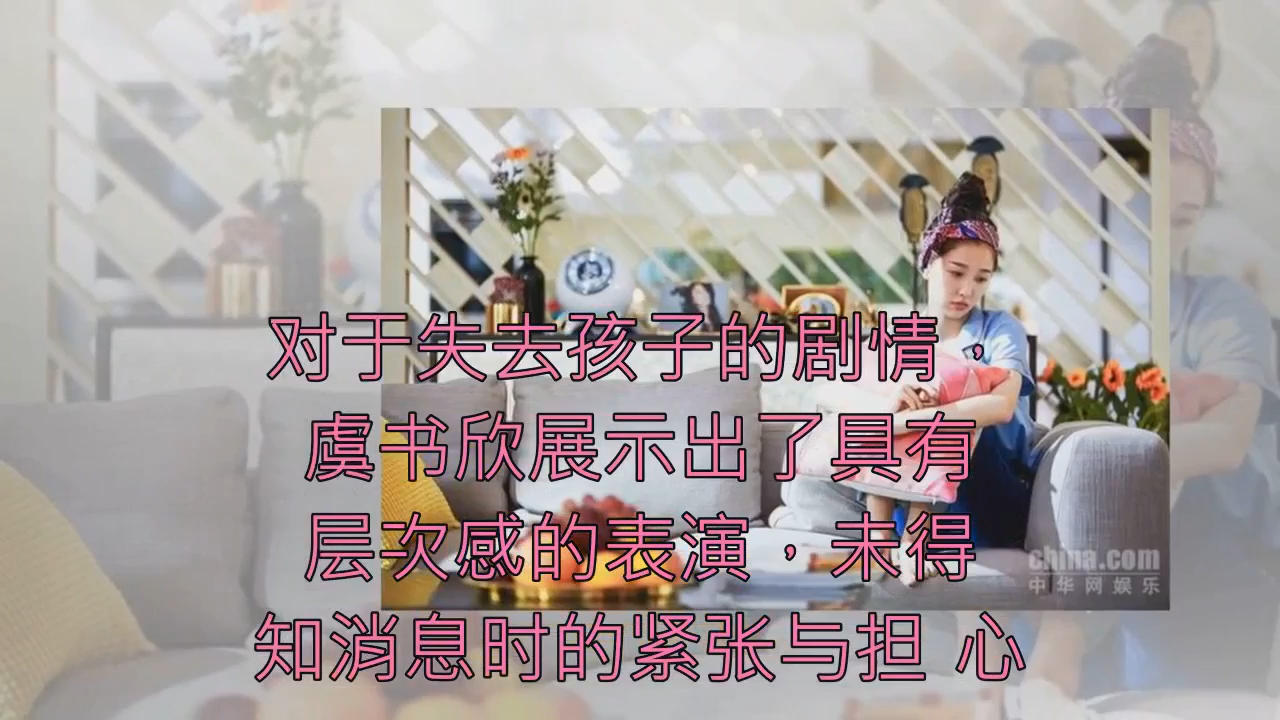 对于失去孩子的剧情，
虞书欣展示出了具有
层次感的表演，未得
知消息时的紧张与担 心
china.com
中华网娱乐